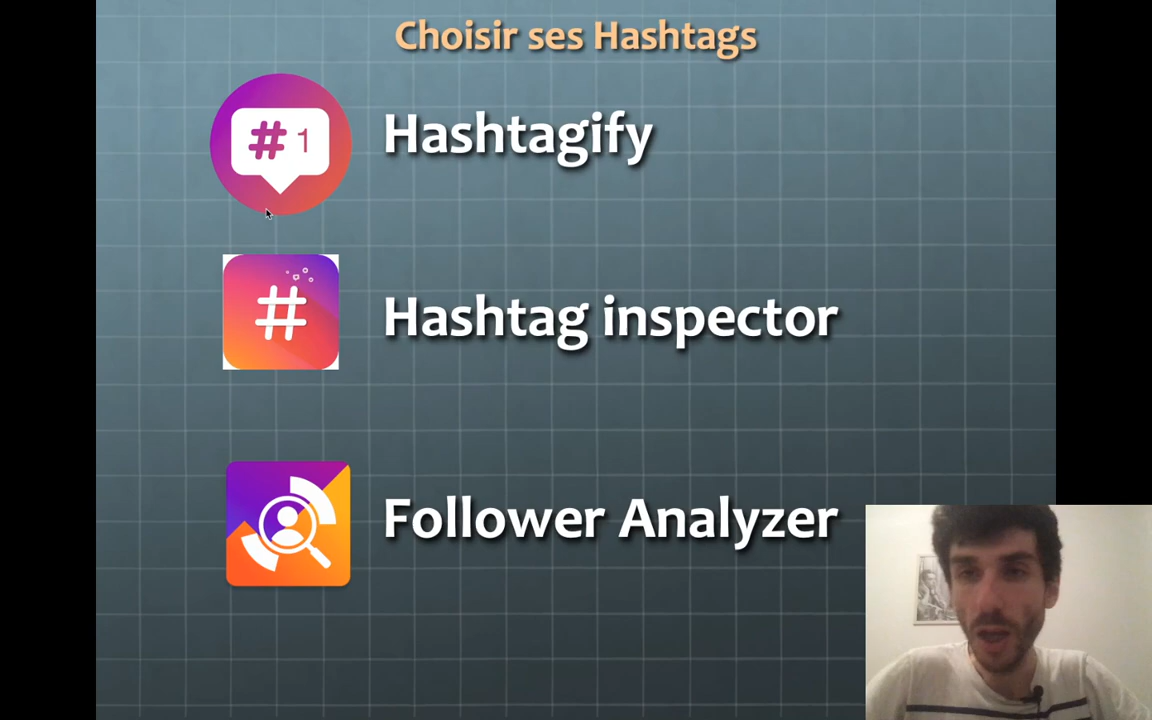 Choisir ses Hashtags
# 1
Hashtagify
#
Hashtag inspector
Follower Analyzer